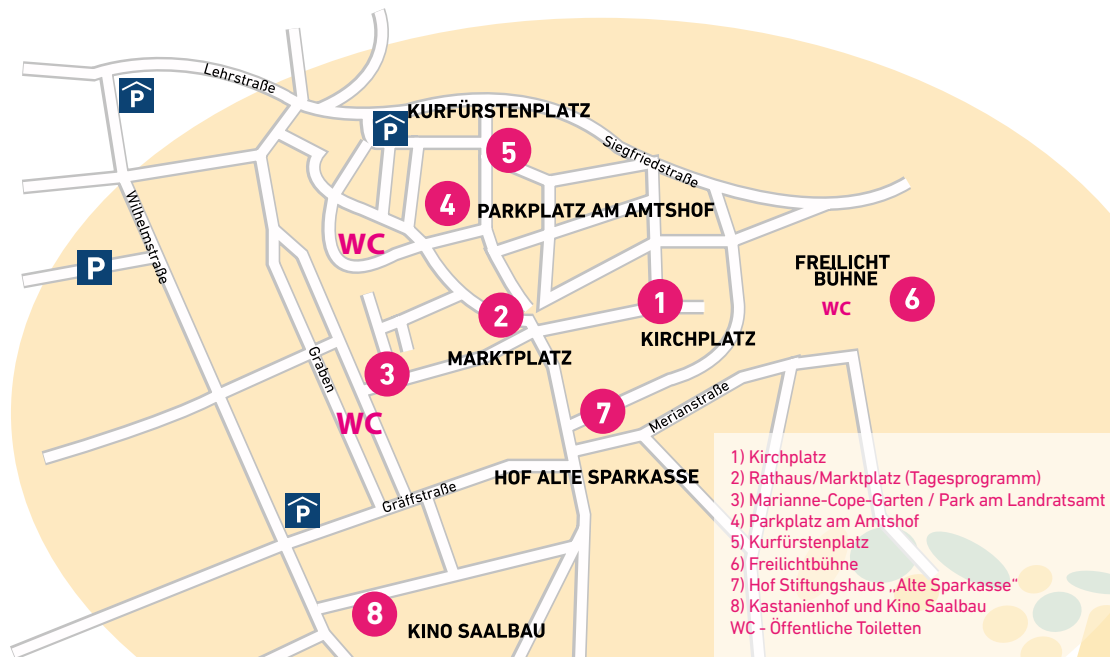 Lehrstraße
P
P
KURFÜRSTENPLATZ
5
Siegfriedstraße
4
PARKPLATZ AM AMTSHOF
Wilhelmstraße
WC
P
FREILICHT
BÜHNE
WC
6
1
2
KIRCHPLATZ
MARKTPLATZ
3
Graben
7
Merianstraße
WC
HOF ALTE SPARKASSE
Gräffstraße
P
8
KINO SAALBAU
1) Kirchplatz
2) Rathaus/Marktplatz (Tagesprogramm)
3) Marianne-Cope-Garten / Park am Landratsamt
4) Parkplatz am Amtshof
5) Kurfürstenplatz
6) Freilichtbühne
7) Hof Stiftungshaus „Alte Sparkasse“
8) Kastanienhof und Kino Saalbau
WC - Öffentliche Toiletten